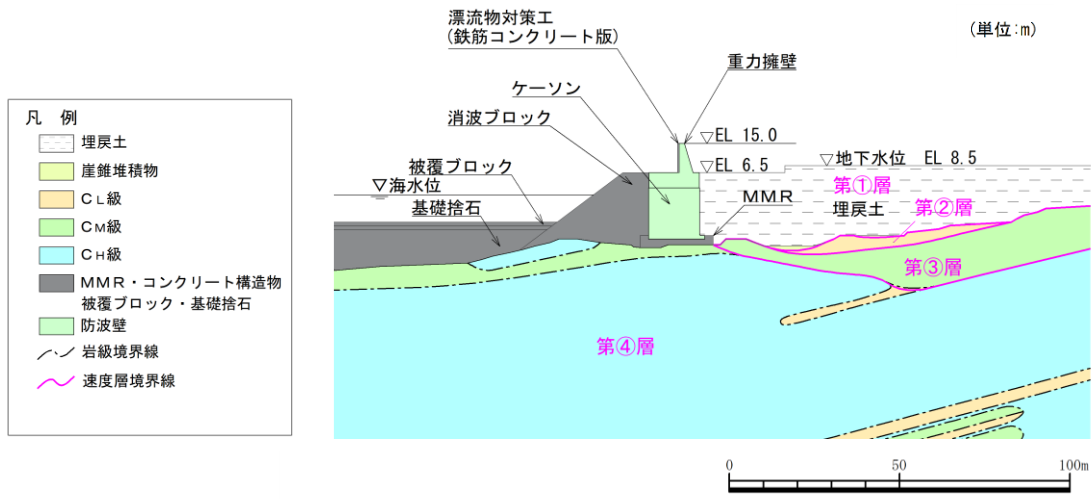 漂流物対策工
(鉄筋コンクリート版)
(単位:m)
重力擁壁
ケーソン
消波ブロック
▽EL 15.0
被覆ブロック
▽EL 6.5
▽地下水位 EL 8.5
▽海水位
第①層
MMR
基礎捨石
埋戻土
第②層
第③層
第④層
凡 例
埋戻土
崖錐堆積物
CL級
CM級
CH級
MMR・コンクリート構造物
被覆ブロック・基礎捨石
防波壁
岩級境界線
速度層境界線
0 50 100m